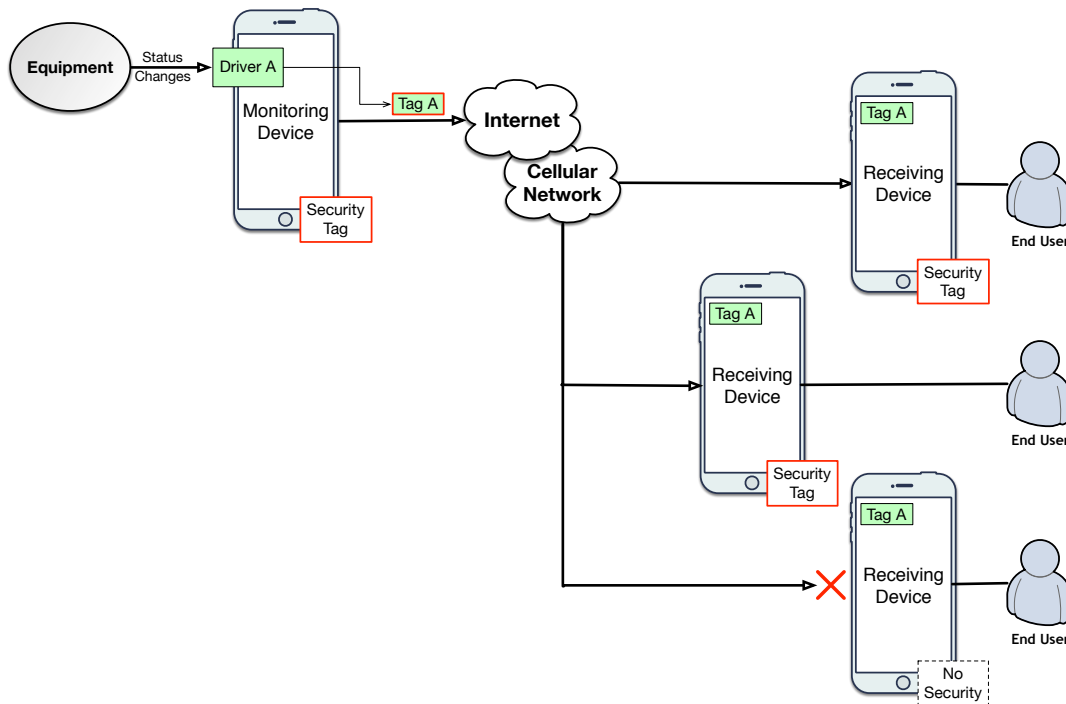 Equipment
Status
Changes
Driver A
Monitoring
Device
Security
Tag
Tag A
Internet
Cellular
Network
Tag A
Receiving
Device
Security
Tag
End User
Tag A
Receiving
Device
Security
Tag
End User
Tag A
Receiving
Device
No
Security
End User